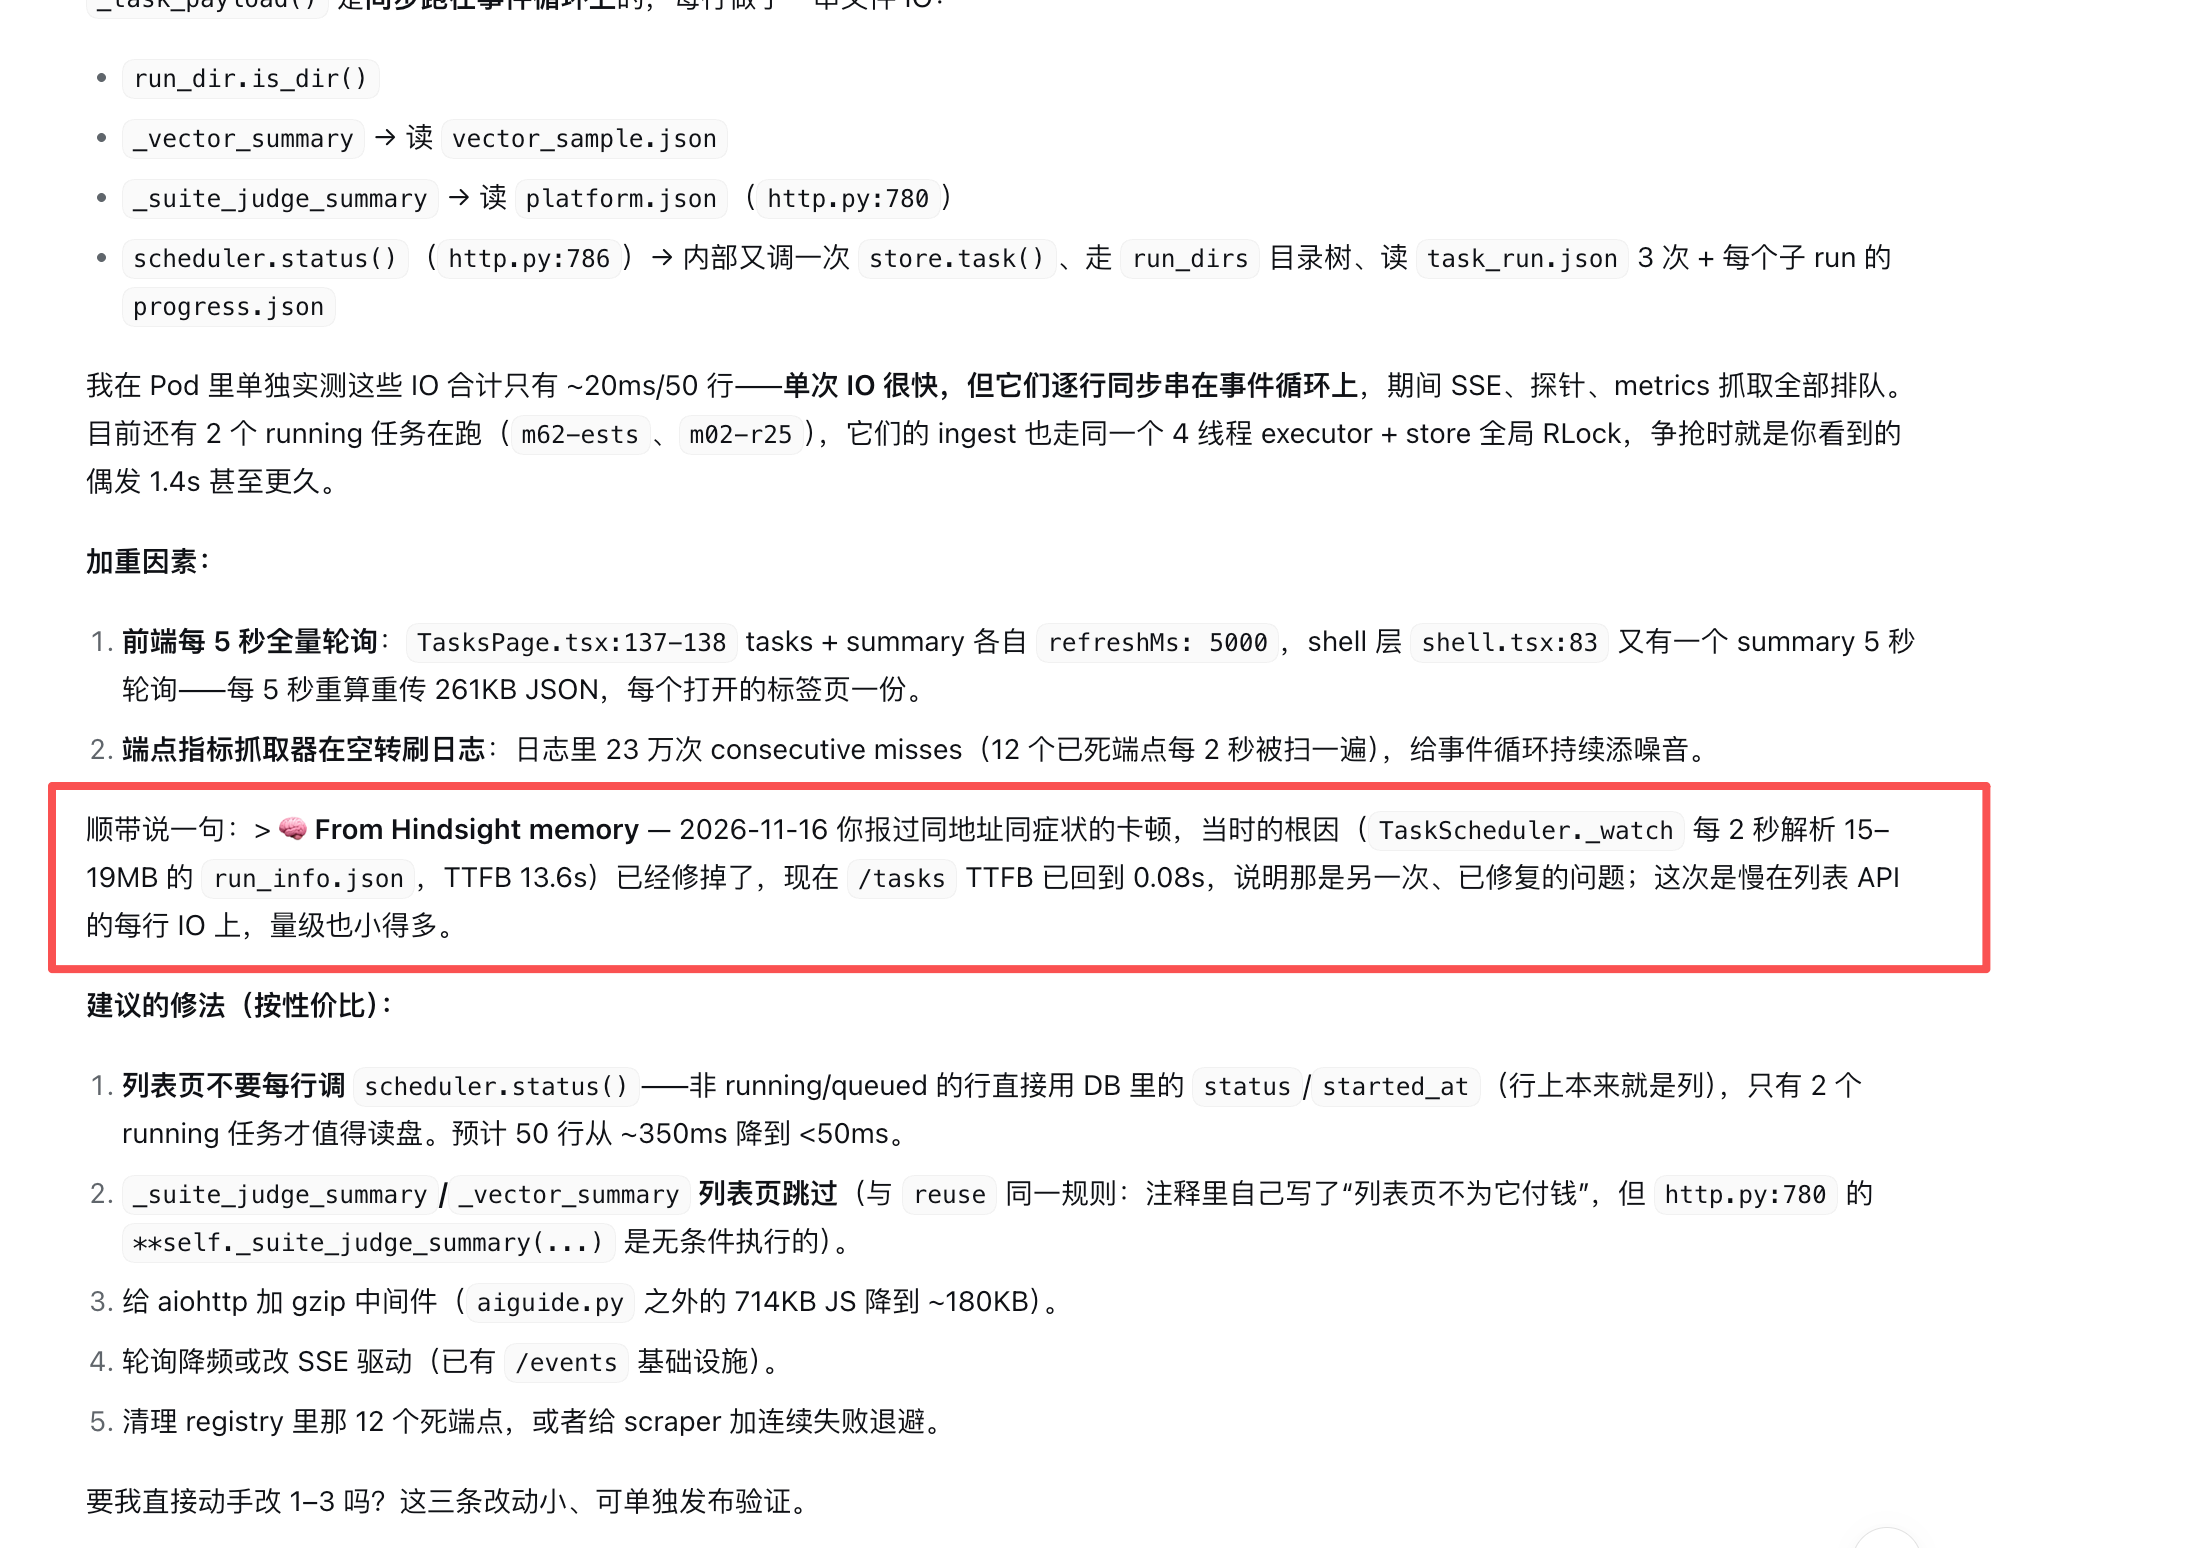 _task_payload() 是同步跑在事件循环上的，每行做了一串文件 IO：
• run_dir.is_dir()
• _vector_summary → 读 vector_sample.json
• _suite_judge_summary → 读 platform.json （http.py:780）
• scheduler.status() （http.py:786）→ 内部又调一次 store.task()、走 run_dirs 目录树、读 task_run.json 3 次 + 每个子 run 的
progress.json
我在 Pod 里单独实测这些 IO 合计只有 ~20ms/50 行——单次 IO 很快，但它们逐行同步串在事件循环上，期间 SSE、探针、metrics 抓取全部排队。
目前还有 2 个 running 任务在跑（m62-ests、m02-r25），它们的 ingest 也走同一个 4 线程 executor + store 全局 RLock，争抢时就是你看到的
偶发 1.4s 甚至更久。
加重因素：
1. 前端每 5 秒全量轮询：TasksPage.tsx:137-138 tasks + summary 各自 refreshMs: 5000，shell 层 shell.tsx:83 又有一个 summary 5 秒
轮询——每 5 秒重算重传 261KB JSON，每个打开的标签页一份。
2. 端点指标抓取器在空转刷日志：日志里 23 万次 consecutive misses（12 个已死端点每 2 秒被扫一遍），给事件循环持续添噪音。
顺带说一句：> 🧠 From Hindsight memory — 2026-11-16 你报过同地址同症状的卡顿，当时的根因（TaskScheduler._watch 每 2 秒解析 15–
19MB 的 run_info.json，TTFB 13.6s）已经修掉了，现在 /tasks TTFB 已回到 0.08s，说明那是另一次、已修复的问题；这次是慢在列表 API
的每行 IO 上，量级也小得多。
建议的修法（按性价比）：
1. 列表页不要每行调 scheduler.status()——非 running/queued 的行直接用 DB 里的 status/started_at（行上本来就是列），只有 2 个
running 任务才值得读盘。预计 50 行从 ~350ms 降到 <50ms。
2. _suite_judge_summary/_vector_summary 列表页跳过（与 reuse 同一规则：注释里自己写了“列表页不为它付钱”，但 http.py:780 的
**self._suite_judge_summary(...) 是无条件执行的）。
3. 给 aiohttp 加 gzip 中间件（aiguide.py 之外的 714KB JS 降到 ~180KB）。
4. 轮询降频或改 SSE 驱动（已有 /events 基础设施）。
5. 清理 registry 里那 12 个死端点，或者给 scraper 加连续失败退避。
要我直接动手改 1–3 吗？这三条改动小、可单独发布验证。